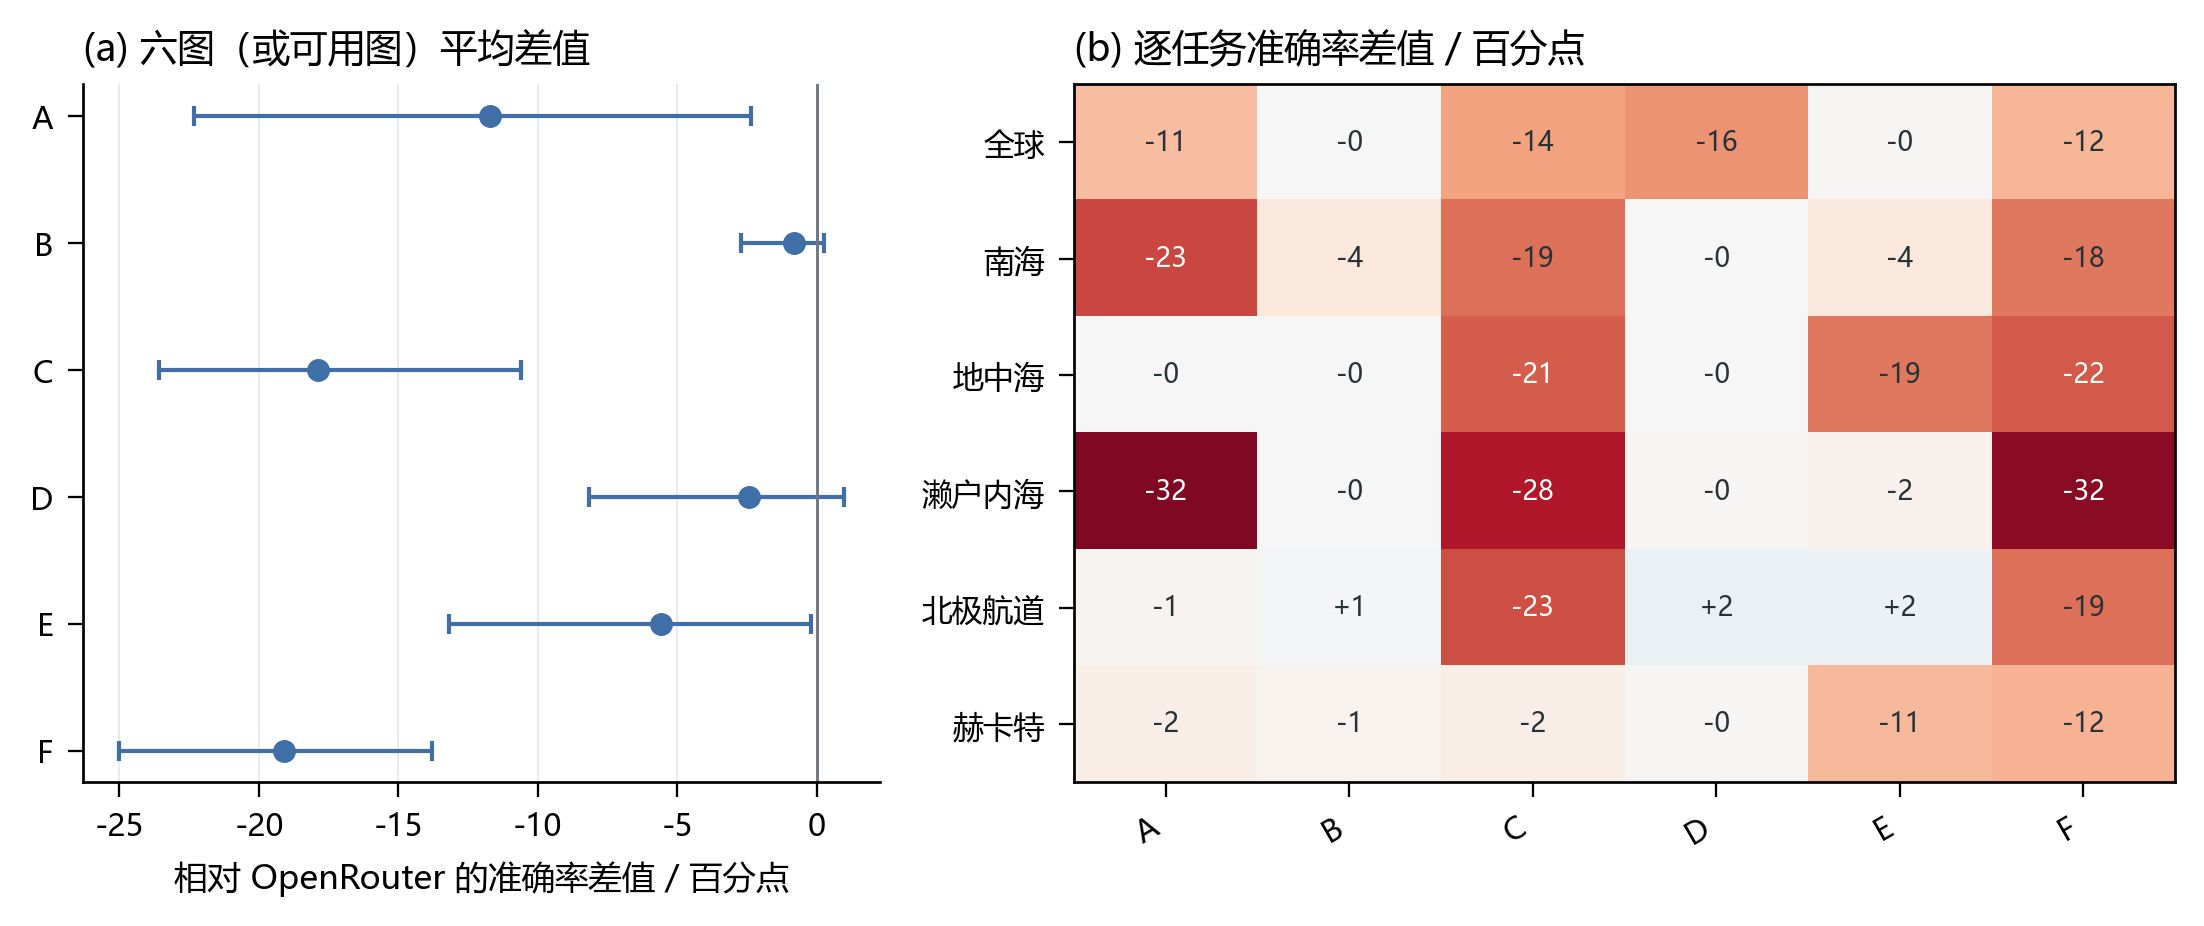 (a) 六图（或可用图）平均差值
A
B
C
D
E
F
-25 -20 -15 -10 -5 0
相对 OpenRouter 的准确率差值 / 百分点
(b) 逐任务准确率差值 / 百分点
全球 -11 -0 -14 -16 -0 -12
南海 -23 -4 -19 -0 -4 -18
地中海 -0 -0 -21 -0 -19 -22
濑户内海 -32 -0 -28 -0 -2 -32
北极航道 -1 +1 -23 +2 +2 -19
赫卡特 -2 -1 -2 -0 -11 -12
A B C D E F